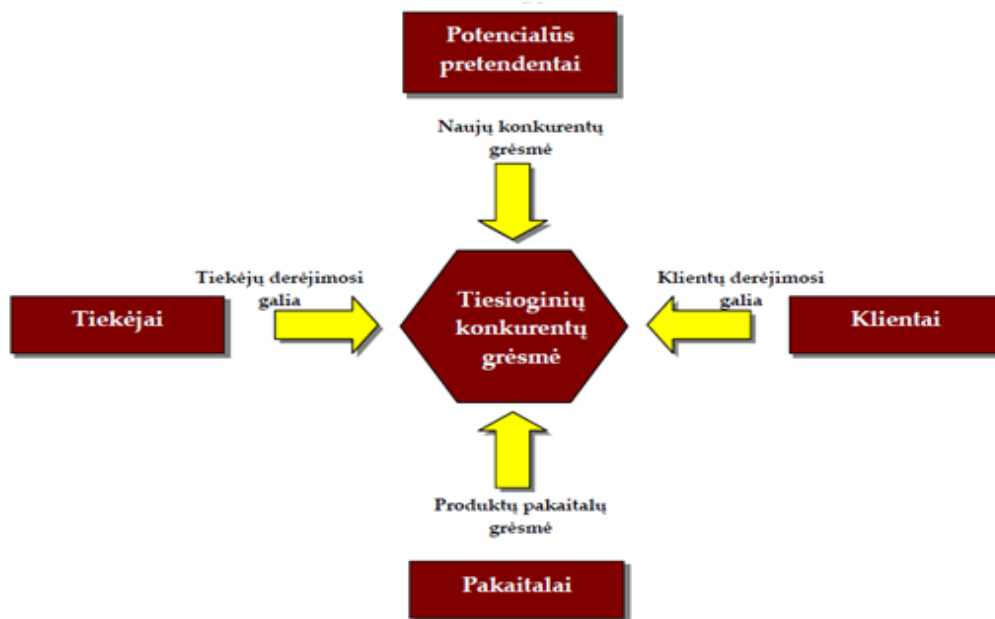 Potencialūs
pretendentai
Naujų konkurentų
grėsmė
Tiekėjų derėjimosi
galia
Klientų derėjimosi
galia
Tiekėjai
Tiesioginių
konkurentų
grėsmė
Klientai
Produktų pakaitalų
grėsmė
Pakaitalai